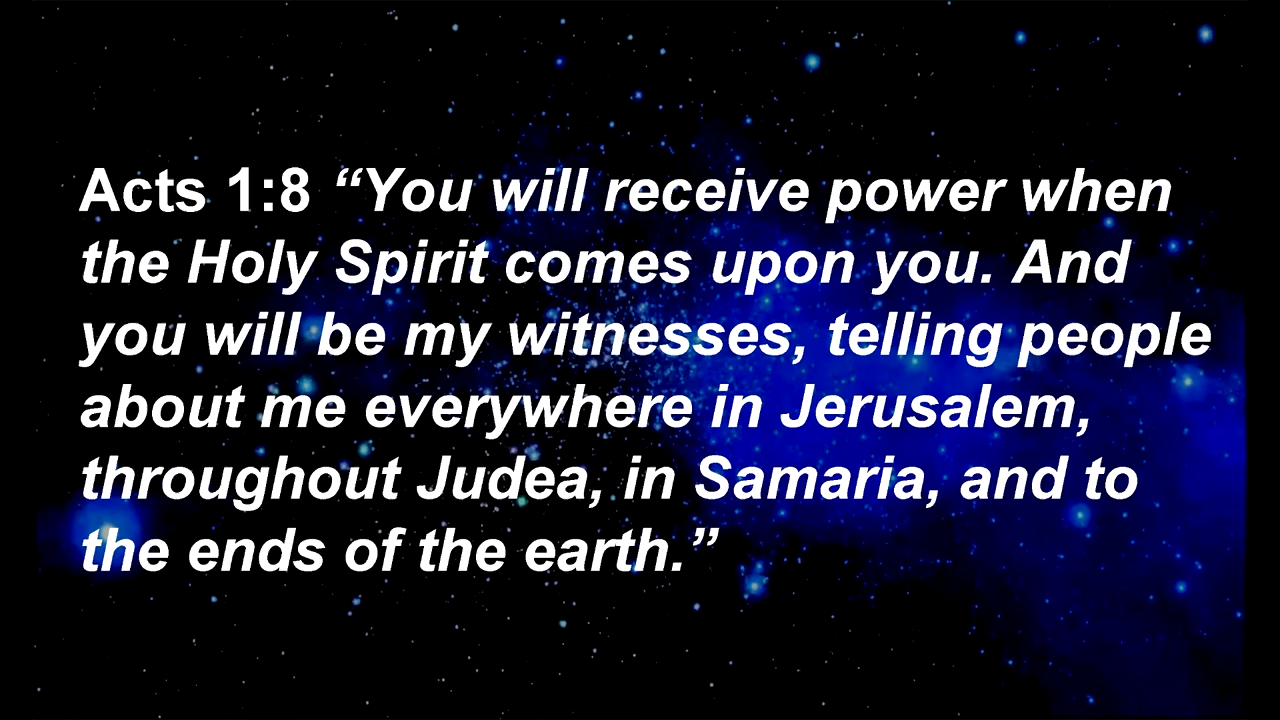 Acts 1:8 “You will receive power when
the Holy Spirit comes upon you. And
you will be my witnesses, telling people
about me everywhere in Jerusalem,
throughout Judea, in Samaria, and to
the ends of the earth.”